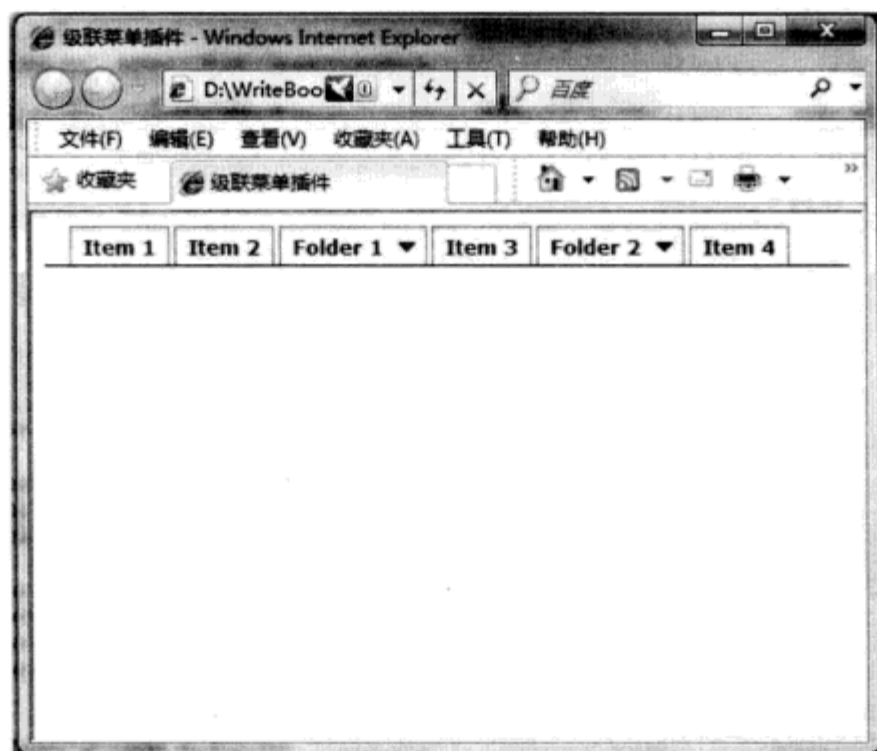 级联菜单插件 - Windows Internet Explorer
D:\WriteBoo
百度
文件(F) 编辑(E) 查看(V) 收藏夹(A) 工具(T) 帮助(H)
收藏夹 级联菜单插件
Item 1 Item 2 Folder 1 Item 3 Folder 2 Item 4